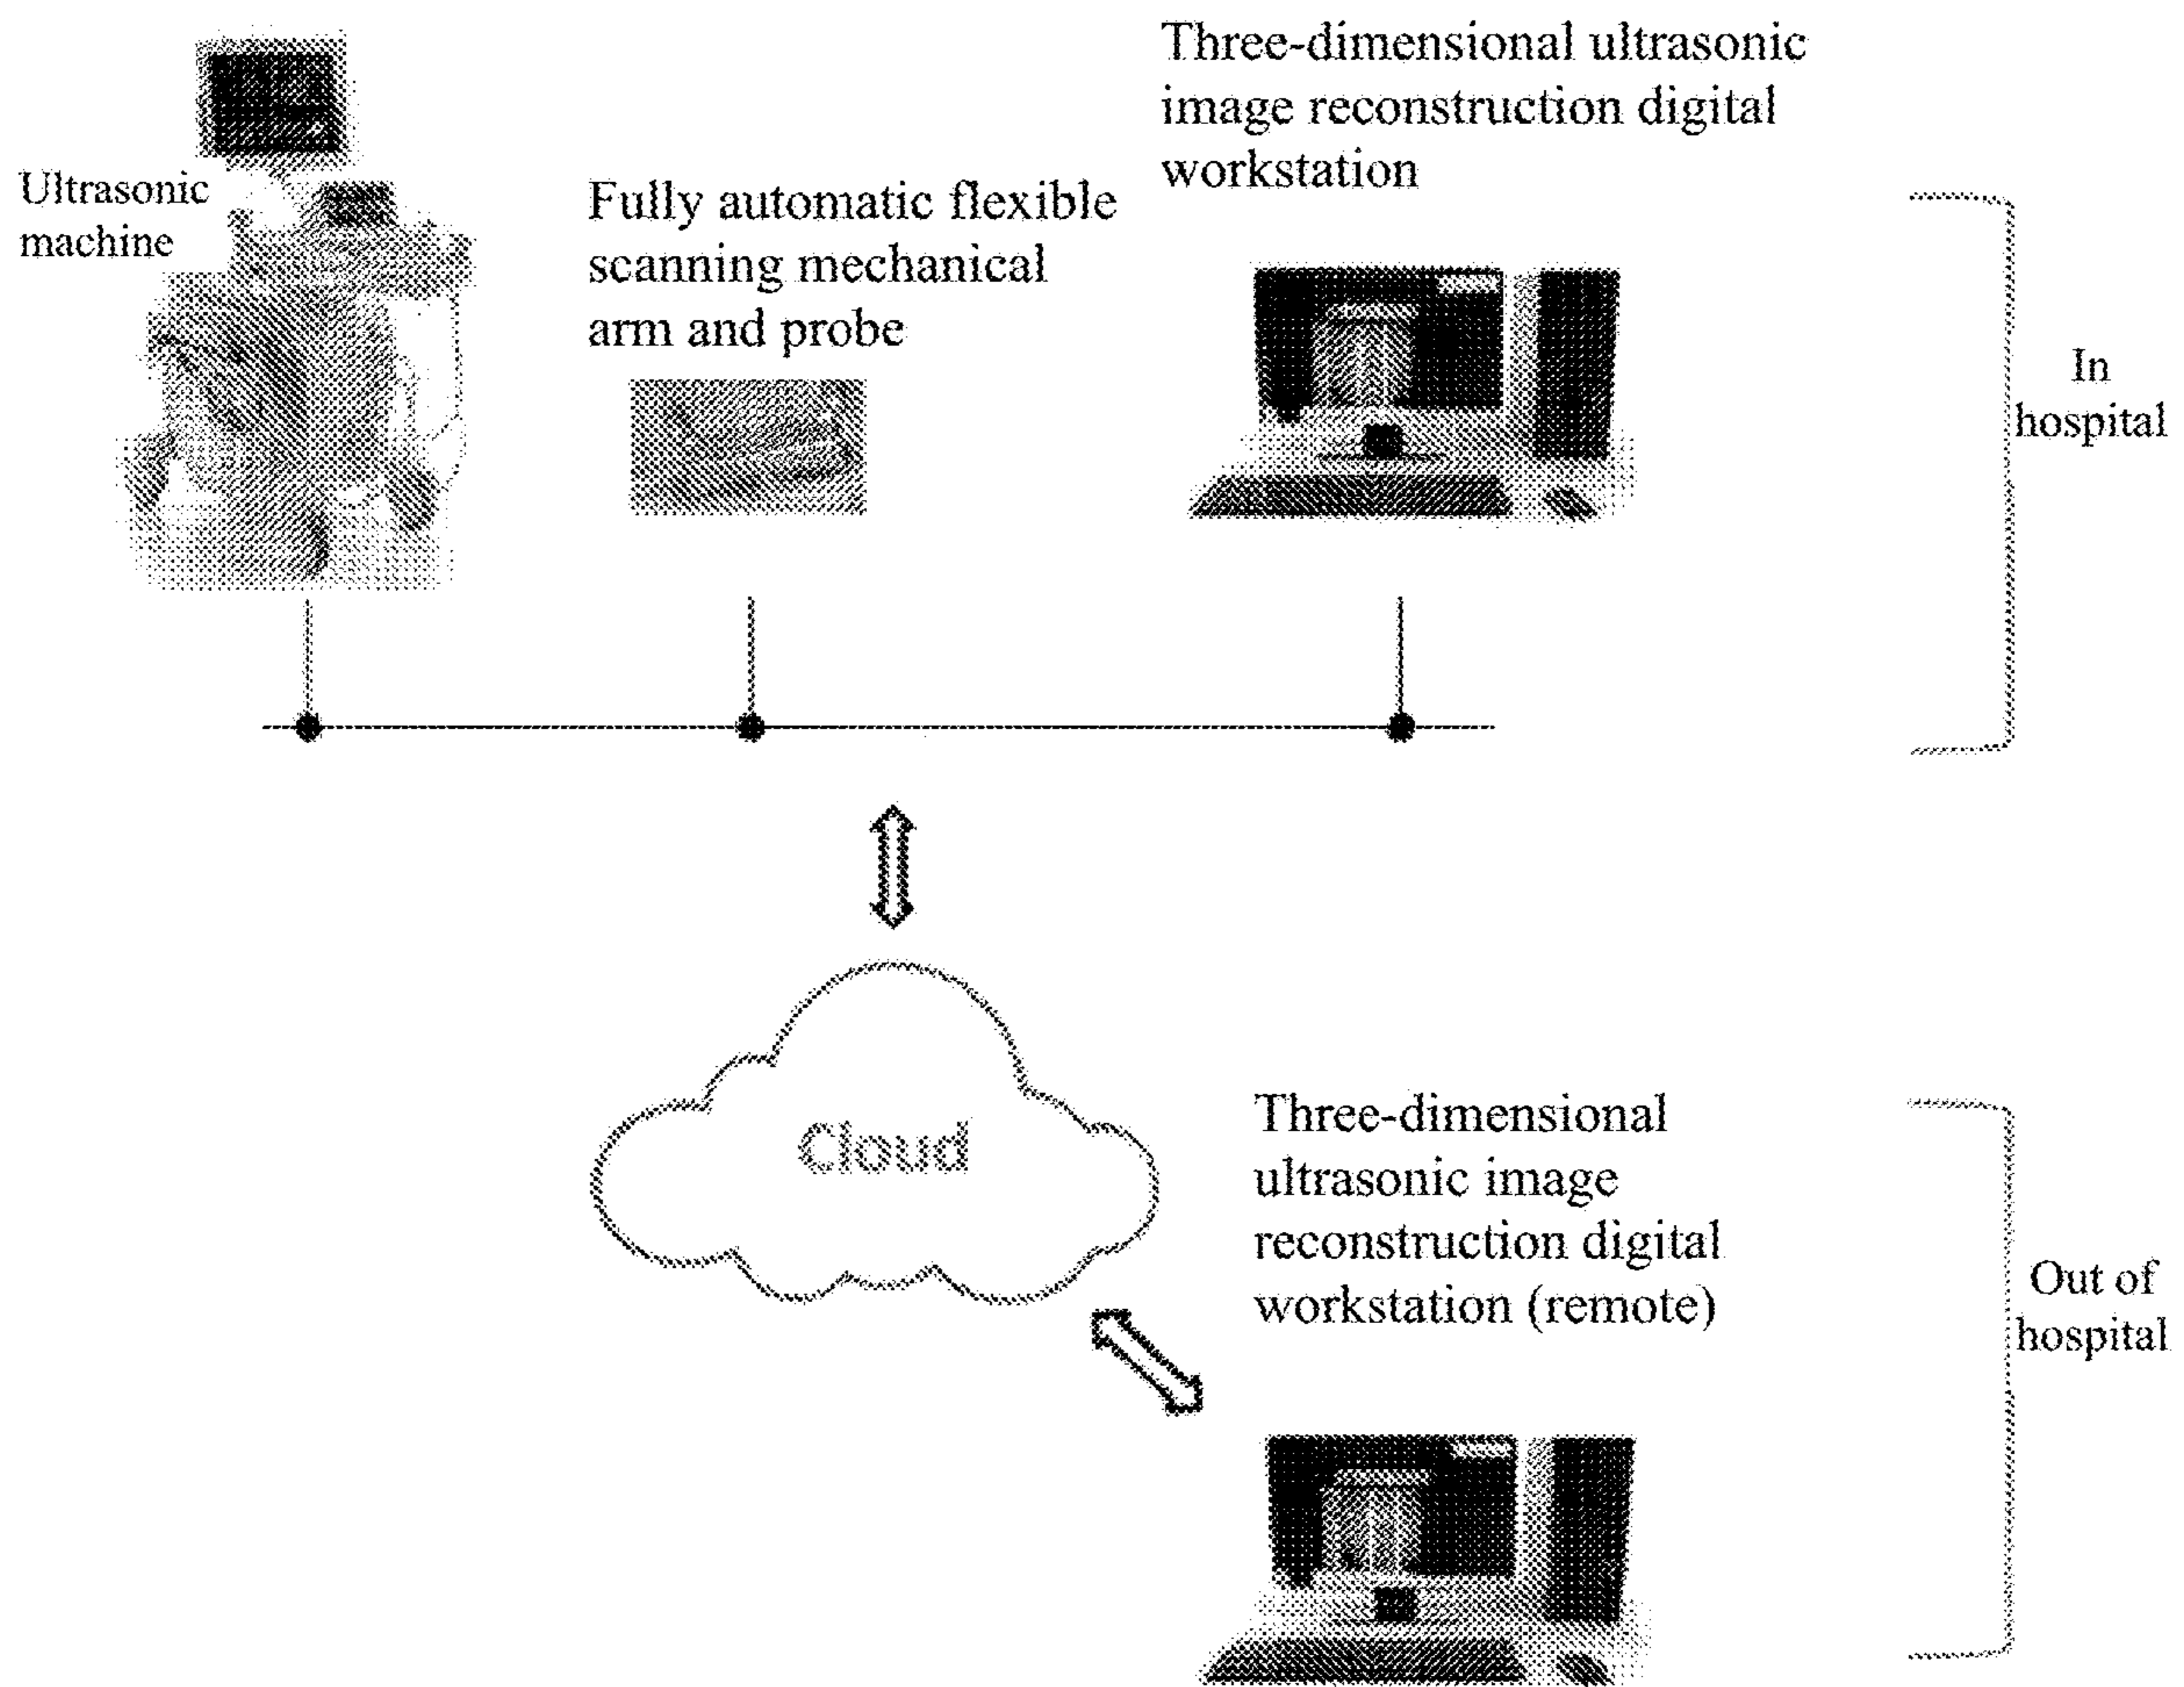 Three-dimensional ultrasonic
image reconstruction digital
workstation
Ultrasonic
machine
Fully automatic flexible
scanning mechanical
arm and probe
In
hospital
Cloud
Three-dimensional
ultrasonic image
reconstruction digital
workstation (remote)
Out of
hospital